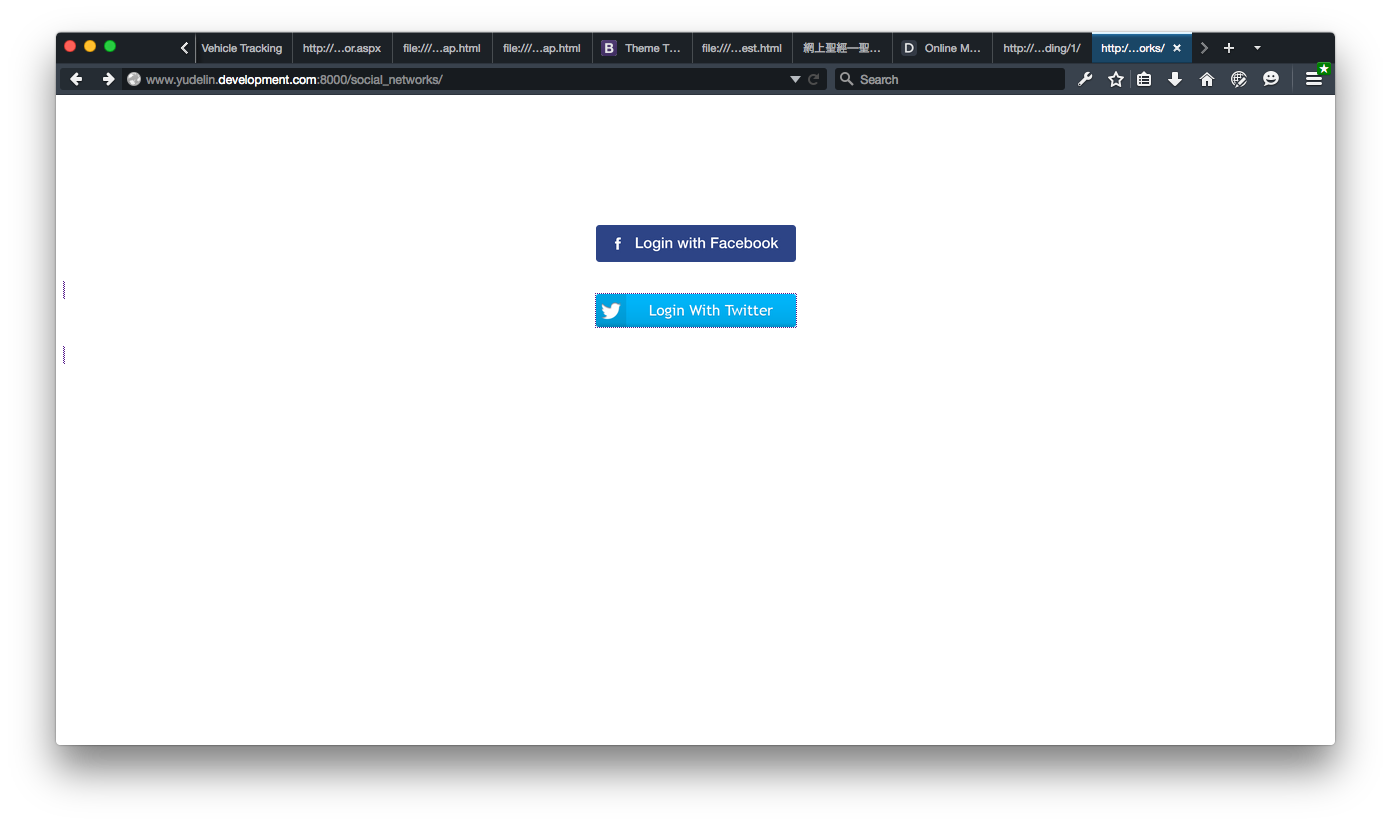 Vehicle Tracking
http://...or.aspx
file:///...ap.html
file:///...ap.html
B Theme T...
file:///...est.html
網上聖經—聖...
D Online M...
http://...ding/1/
http:/...orks/
www.yudelin.development.com:8000/social_networks/
Search
f Login with Facebook
Login With Twitter